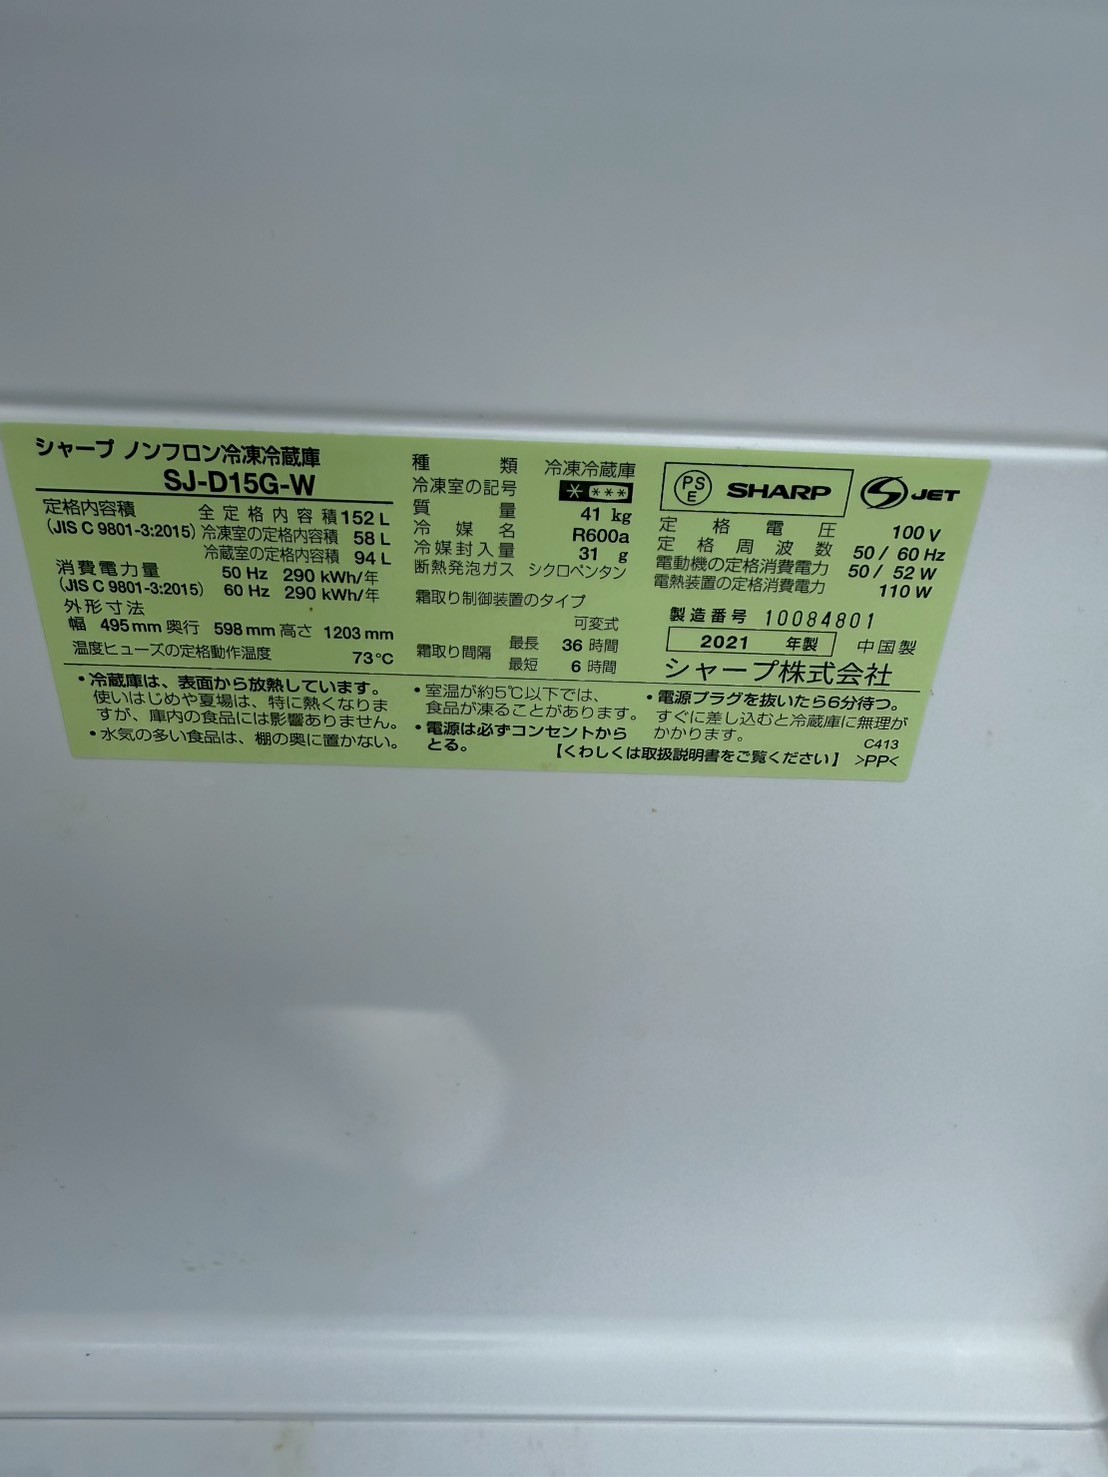 シャープ ノンフロン冷凍冷蔵庫
SJ-D15G-W
定格内容積 全定格内容積 152 L
(JIS C 9801-3:2015) 冷凍室の定格内容積 58 L
冷蔵室の定格内容積 94 L
消費電力量 50 Hz 290 kWh/年
(JIS C 9801-3:2015) 60 Hz 290 kWh/年
外形寸法
幅 495 mm 奥行 598 mm 高さ 1203 mm
温度ヒューズの定格動作温度 73℃
種類 冷凍冷蔵庫
冷凍室の記号 * ***
質量 41 kg
冷媒名 R600a
冷媒封入量 31 g
断熱発泡ガス シクロペンタン
霜取り制御装置のタイプ
可変式
霜取り間隔 最長 36 時間
最短 6 時間
PS E SHARP S JET
定格電圧 100 V
定格周波数 50 / 60 Hz
電動機の定格消費電力 50 / 52 W
電熱装置の定格消費電力 110 W
製造番号 10084801
2021 年製 中国製
シャープ株式会社
・冷蔵庫は、表面から放熱しています。
使いはじめや夏場は、特に熱くなりま
すが、庫内の食品には影響ありません。
・水気の多い食品は、棚の奥に置かない。
・室温が約5℃以下では、
食品が凍ることがあります。
・電源は必ずコンセントから
とる。
・電源プラグを抜いたら6分待つ。
すぐに差し込むと冷蔵庫に無理が
かかります。
C413
【くわしくは取扱説明書をご覧ください】 >PP<